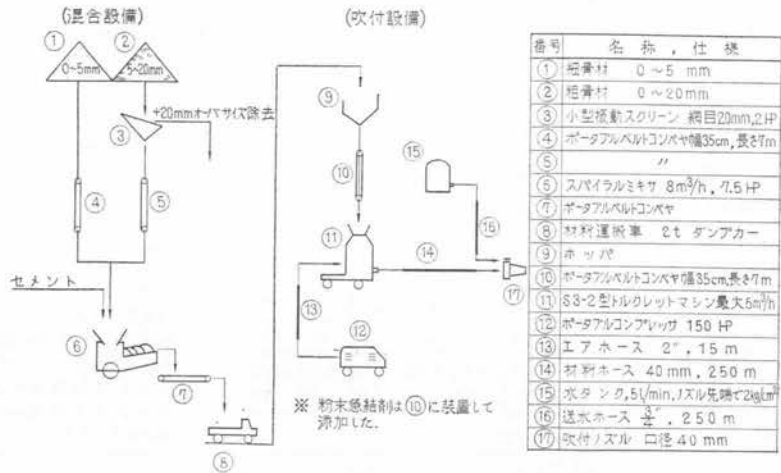 (混合設備)
(吹付設備)
①
②
0~5mm
5~20mm
+20mmオーバサイズ除去
③
④
⑤
セメント
⑥
⑦
⑧
⑨
⑩
⑪
⑫
⑬
⑭
⑮
⑯
⑰
※ 粉末急結剤は⑩に装置して
添加した.
番号 名称,仕様
① 細骨材 0~5 mm
② 粗骨材 0~20mm
③ 小型振動スクリーン 網目20mm,2HP
④ ポータブルベルトコンベヤ幅35cm,長さ7m
⑤ 〃
⑥ スパイラルミキサ 8m³/h, 7.5HP
⑦ ポータブルベルトコンベヤ
⑧ 材料運搬車 2t ダンプカー
⑨ ホッパ
⑩ ポータブルベルトコンベヤ幅35cm,長さ7m
⑪ S3-2型トルクレットマシン最大6m³/h
⑫ ポータブルコンプレッサ 150 HP
⑬ エアホース 2", 15 m
⑭ 材料ホース 40mm, 250 m
⑮ 水タンク,5l/min,ノズル先端で2kg/cm²
⑯ 送水ホース 3/4", 250 m
⑰ 吹付ノズル 口径40mm